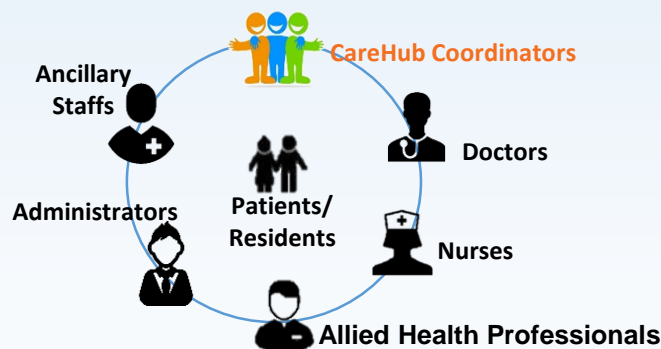 CareHub Coordinators
Ancillary
Staffs
Doctors
Administrators
Patients/
Residents
Nurses
Allied Health Professionals